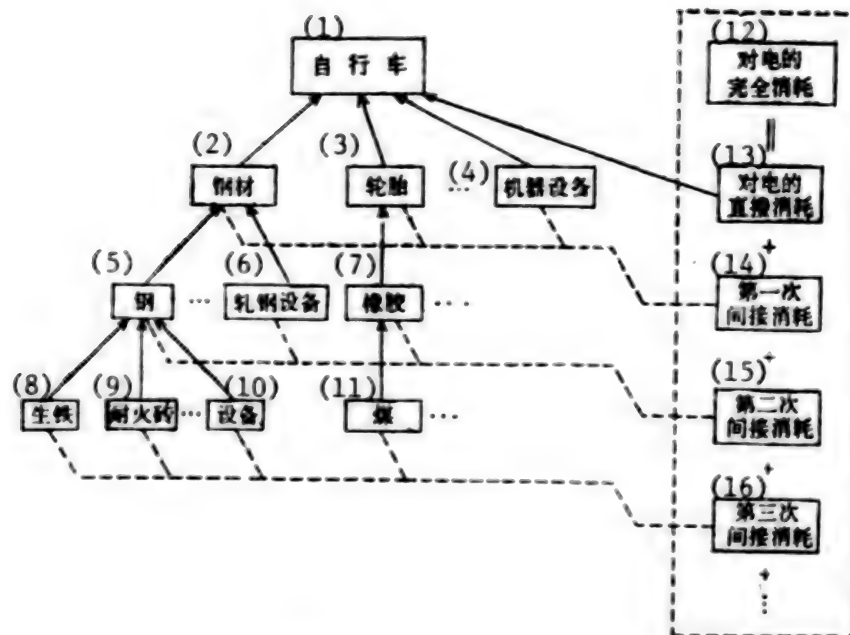 (1)
自行车
(2)
钢材
(3)
轮胎
...
(4)
机器设备
(5)
钢
...
(6)
轧钢设备
(7)
橡胶
...
(8)
生铁
(9)
耐火砖
...
(10)
设备
(11)
煤
...
(12)
对电的
完全消耗
||
(13)
对电的
直接消耗
+
(14)
第一次
间接消耗
+
(15)
第二次
间接消耗
+
(16)
第三次
间接消耗
+
⋮